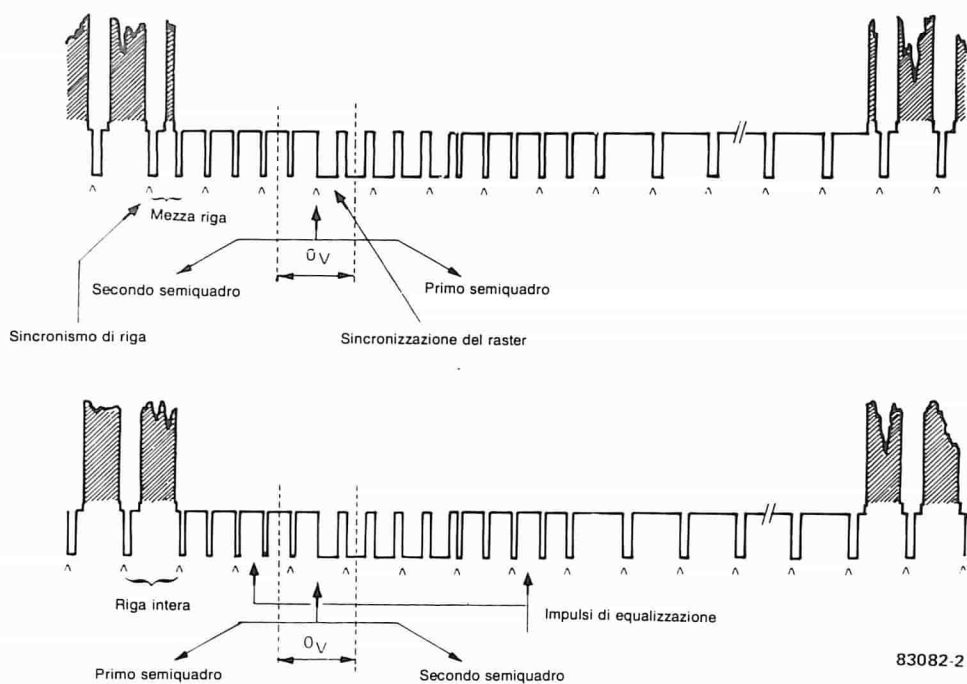 Mezza riga
0V
Secondo semiquadro
Primo semiquadro
Sincronismo di riga
Sincronizzazione del raster
Riga intera
Impulsi di equalizzazione
0V
Primo semiquadro
Secondo semiquadro
83082-2